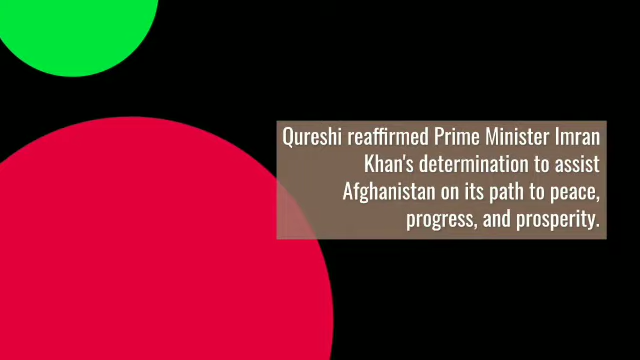 Qureshi reaffirmed Prime Minister Imran
Khan's determination to assist
Afghanistan on its path to peace,
progress, and prosperity.